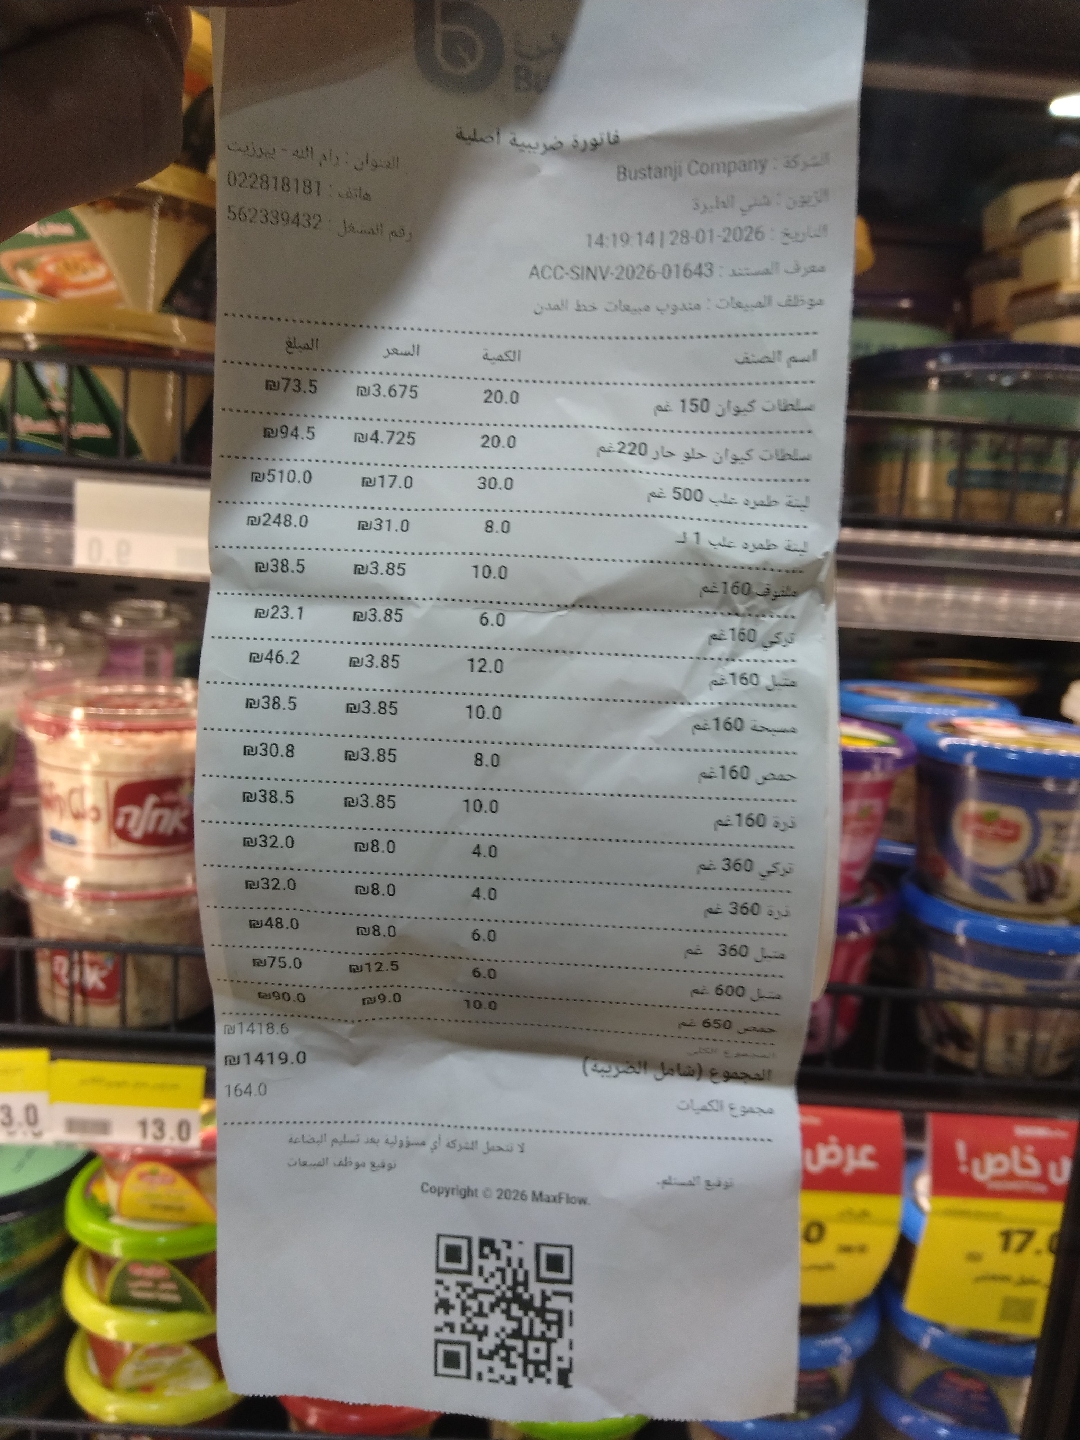 فاتورة ضريبية أصلية
الشركة : Bustanji Company
العنوان : رام الله - بيرزيت
الزبون : شني الطيرة
هاتف : 022818181
التاريخ : 28-01-2026 | 14:19:14
رقم المشغل : 562339432
معرف المستند : ACC-SINV-2026-01643
موظف المبيعات : مندوب مبيعات خط المدن
اسم الصنف الكمية السعر المبلغ
سلطات كيوان 150 غم 20.0 ₪3.675 ₪73.5
سلطات كيوان حلو حار 220غم 20.0 ₪4.725 ₪94.5
لبنة طمره علب 500 غم 30.0 ₪17.0 ₪510.0
لبنة طمره علب 1 لـ 8.0 ₪31.0 ₪248.0
ملفوف 160غم 10.0 ₪3.85 ₪38.5
تركي 160غم 6.0 ₪3.85 ₪23.1
متبل 160غم 12.0 ₪3.85 ₪46.2
مسبحة 160غم 10.0 ₪3.85 ₪38.5
حمص 160غم 8.0 ₪3.85 ₪30.8
ذرة 160غم 10.0 ₪3.85 ₪38.5
تركي 360 غم 4.0 ₪8.0 ₪32.0
ذرة 360 غم 4.0 ₪8.0 ₪32.0
متبل 360 غم 6.0 ₪8.0 ₪48.0
متبل 600 غم 6.0 ₪12.5 ₪75.0
حمص 650 غم 10.0 ₪9.0 ₪90.0
المجموع الكلي ₪1418.6
المجموع (شامل الضريبة) ₪1419.0
مجموع الكميات 164.0
لا تتحمل الشركة أي مسؤولية بعد تسليم البضاعة
توقيع موظف المبيعات
توقيع المستلم.
Copyright © 2026 MaxFlow.
אחלה
3.0
13.0
عرض
خاص!
17.0